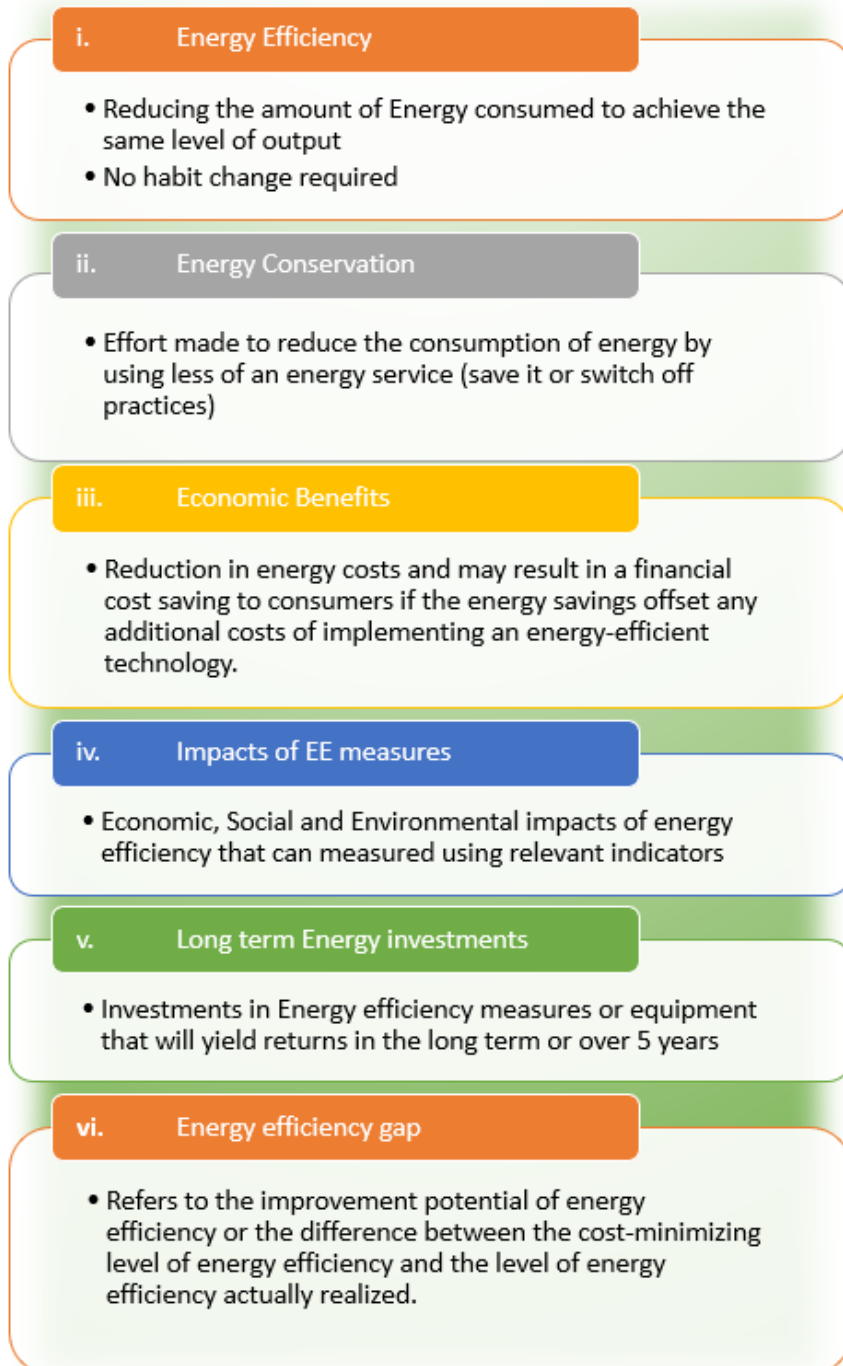 i. Energy Efficiency
• Reducing the amount of Energy consumed to achieve the
same level of output
• No habit change required
ii. Energy Conservation
• Effort made to reduce the consumption of energy by
using less of an energy service (save it or switch off
practices)
iii. Economic Benefits
• Reduction in energy costs and may result in a financial
cost saving to consumers if the energy savings offset any
additional costs of implementing an energy-efficient
technology.
iv. Impacts of EE measures
• Economic, Social and Environmental impacts of energy
efficiency that can measured using relevant indicators
v. Long term Energy investments
• Investments in Energy efficiency measures or equipment
that will yield returns in the long term or over 5 years
vi. Energy efficiency gap
• Refers to the improvement potential of energy
efficiency or the difference between the cost-minimizing
level of energy efficiency and the level of energy
efficiency actually realized.